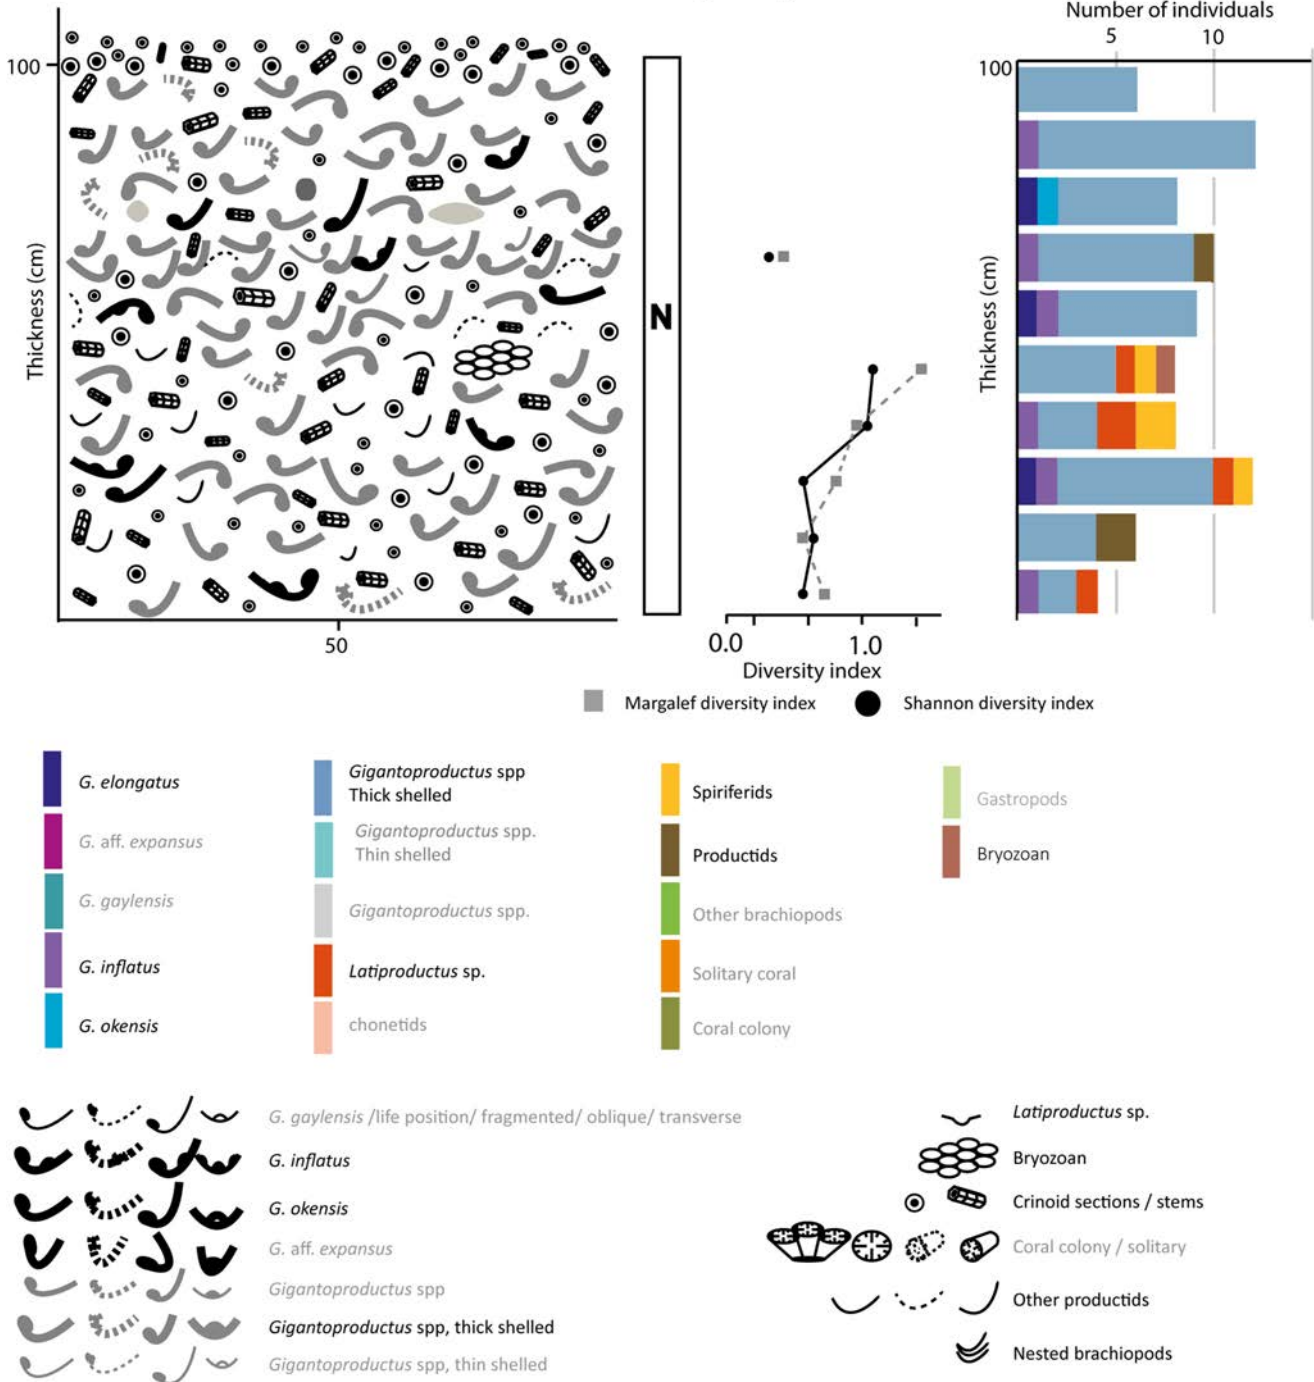 Number of individuals
5 10
100
100
Thickness (cm)
N
Thickness (cm)
50
0.0 1.0
Diversity index
Margalef diversity index
Shannon diversity index
G. elongatus
G. aff. expansus
G. gaylensis
G. inflatus
G. okensis
Gigantoproductus spp
Thick shelled
Gigantoproductus spp.
Thin shelled
Gigantoproductus spp.
Latiproductus sp.
chonetids
Spiriferids
Productids
Other brachiopods
Solitary coral
Coral colony
Gastropods
Bryozoan
G. gaylensis /life position/ fragmented/ oblique/ transverse
G. inflatus
G. okensis
G. aff. expansus
Gigantoproductus spp
Gigantoproductus spp, thick shelled
Gigantoproductus spp, thin shelled
Latiproductus sp.
Bryozoan
Crinoid sections / stems
Coral colony / solitary
Other productids
Nested brachiopods